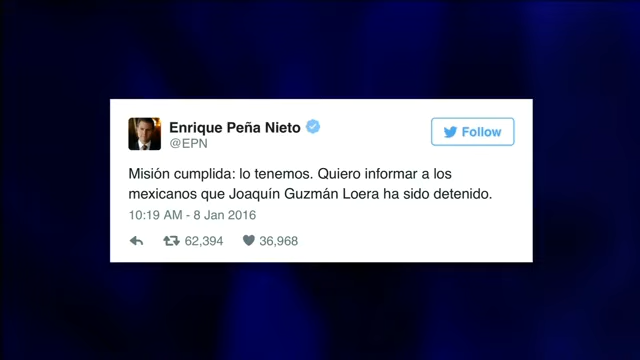 Enrique Peña Nieto
@EPN
Follow
Misión cumplida: lo tenemos. Quiero informar a los
mexicanos que Joaquín Guzmán Loera ha sido detenido.
10:19 AM - 8 Jan 2016
62,394 36,968